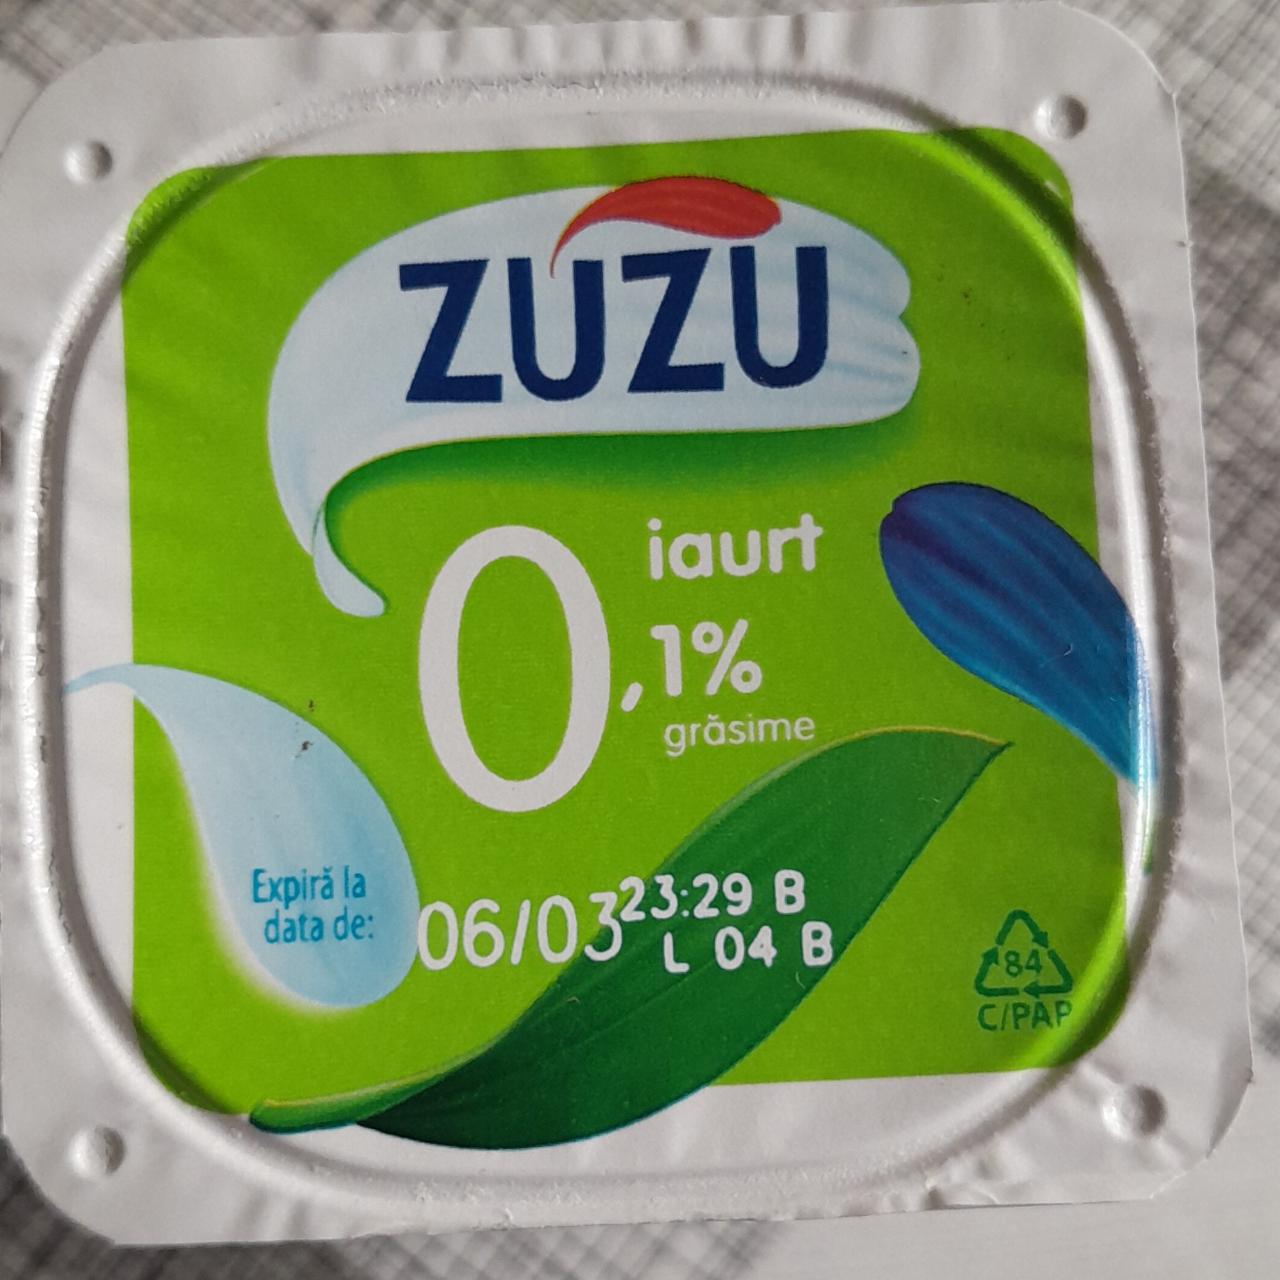 ZUZU
iaurt
0,1%
grăsime
Expiră la
data de:
06/03 23:29 B
L 04 B
84
C/PAP